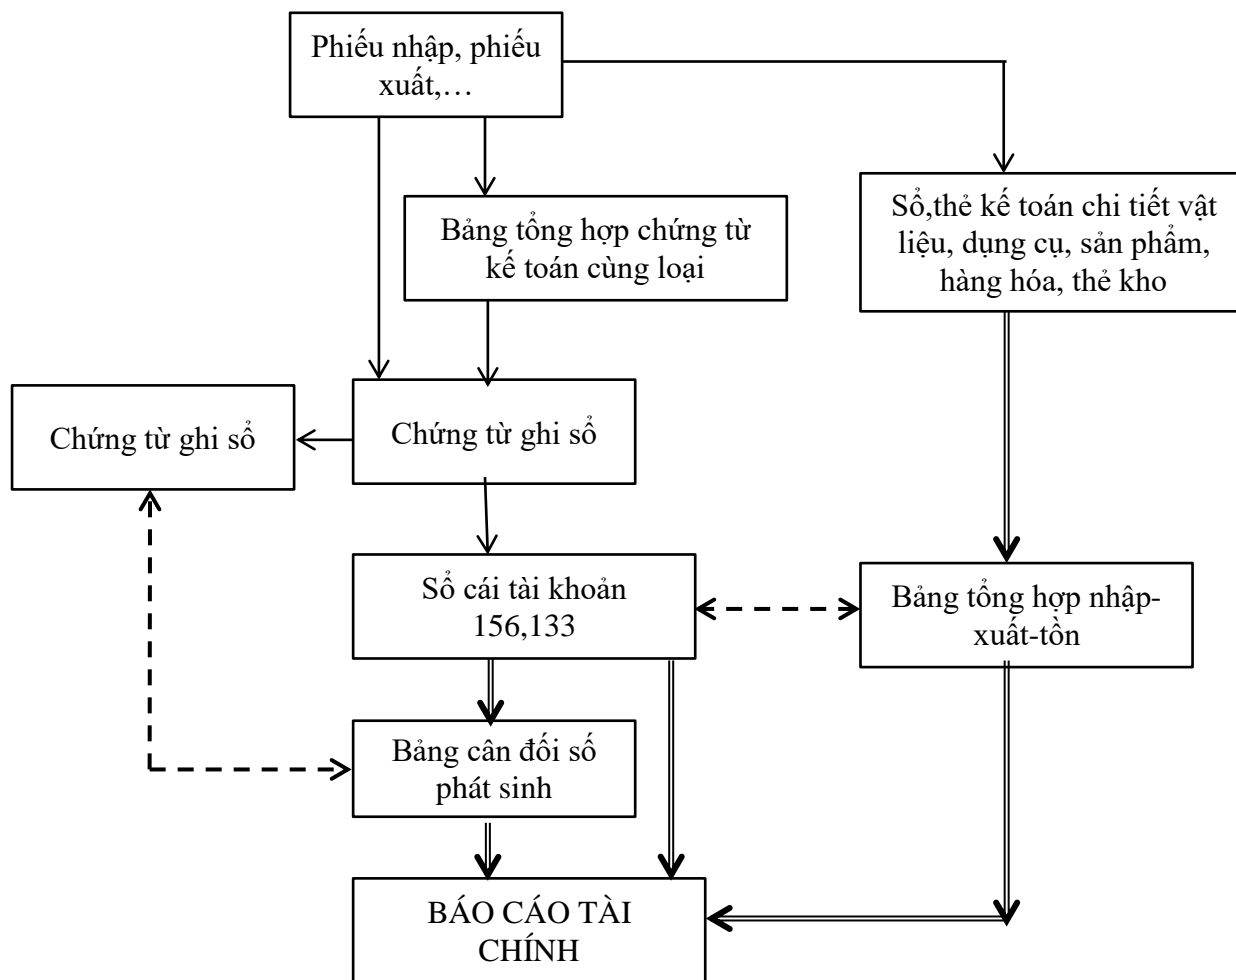 Phiếu nhập, phiếu
xuất,…
Bảng tổng hợp chứng từ
kế toán cùng loại
Sổ,thẻ kế toán chi tiết vật
liệu, dụng cụ, sản phẩm,
hàng hóa, thẻ kho
Chứng từ ghi sổ
Chứng từ ghi sổ
Sổ cái tài khoản
156,133
Bảng tổng hợp nhập-
xuất-tồn
Bảng cân đối số
phát sinh
BÁO CÁO TÀI
CHÍNH